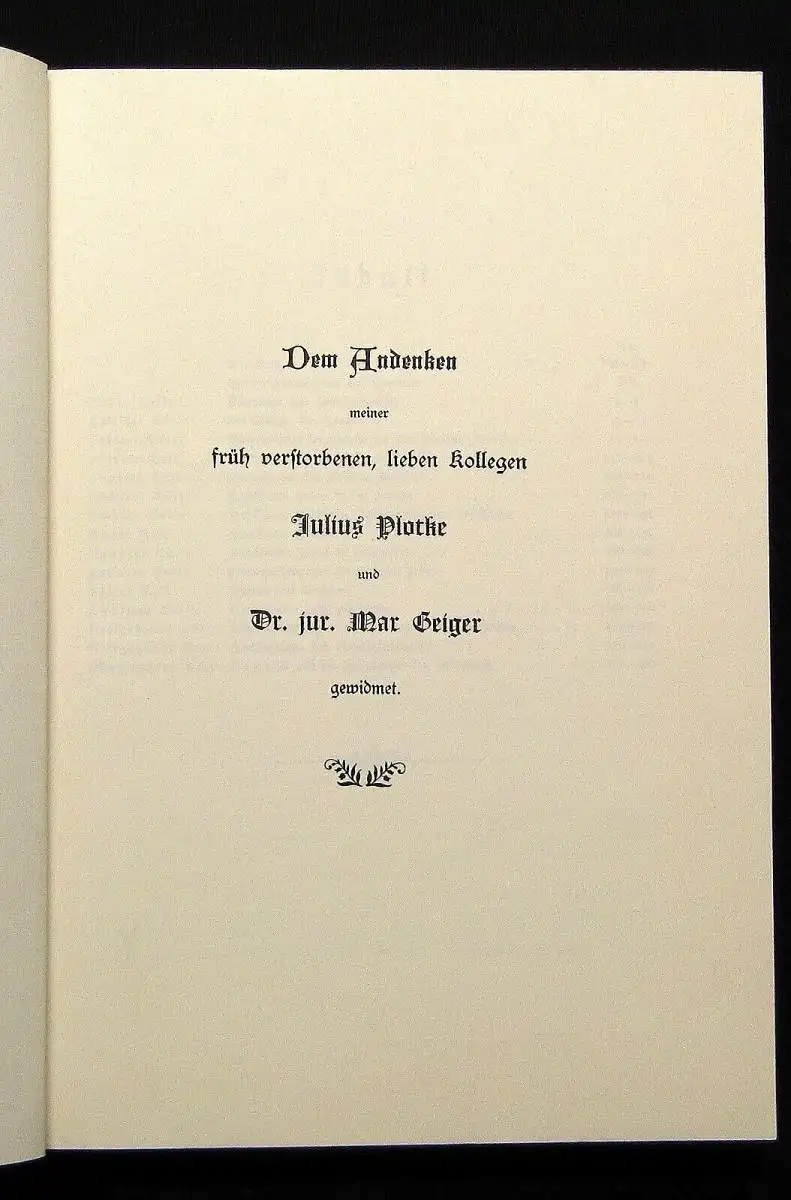 Dem Andenken
meiner
früh verstorbenen, lieben Kollegen
Julius Plotke
und
Dr. jur. Max Geiger
gewidmet.